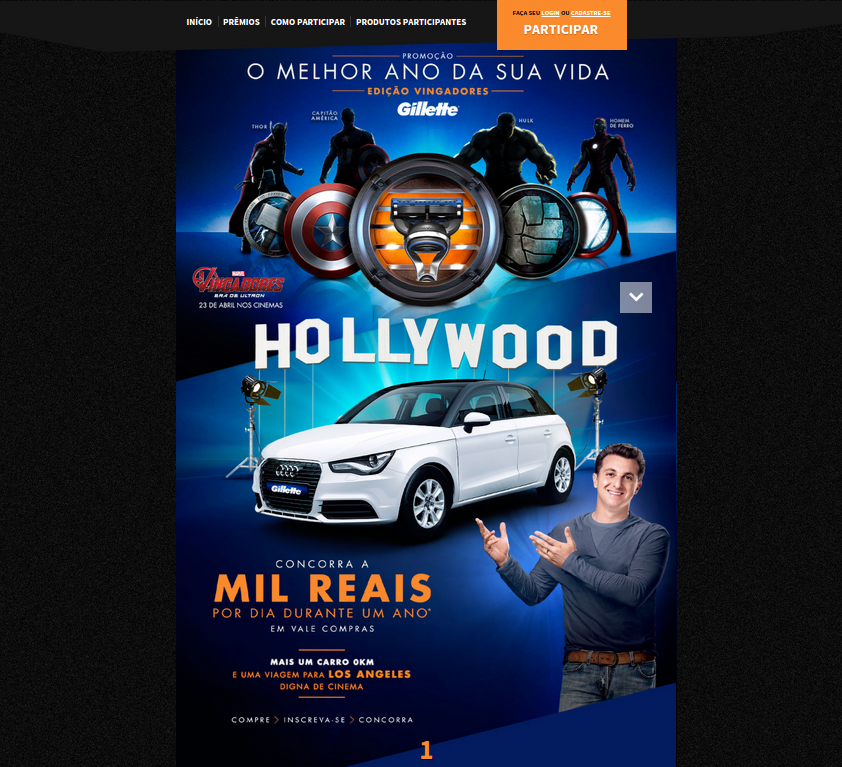 INÍCIO
PRÊMIOS
COMO PARTICIPAR
PRODUTOS PARTICIPANTES
FAÇA SEU LOGIN OU CADASTRE-SE
PARTICIPAR
PROMOÇÃO
O MELHOR ANO DA SUA VIDA
EDIÇÃO VINGADORES
Gillette
THOR
CAPITÃO
AMÉRICA
HULK
HOMEM
DE FERRO
MARVEL
VINGADORES
ERA DE ULTRON
23 DE ABRIL NOS CINEMAS
HOLLYWOOD
Gillette
CONCORRA A
MIL REAIS
POR DIA DURANTE UM ANO*
EM VALE COMPRAS
MAIS UM CARRO 0KM
E UMA VIAGEM PARA LOS ANGELES
DIGNA DE CINEMA
COMPRE > INSCREVA-SE > CONCORRA
1